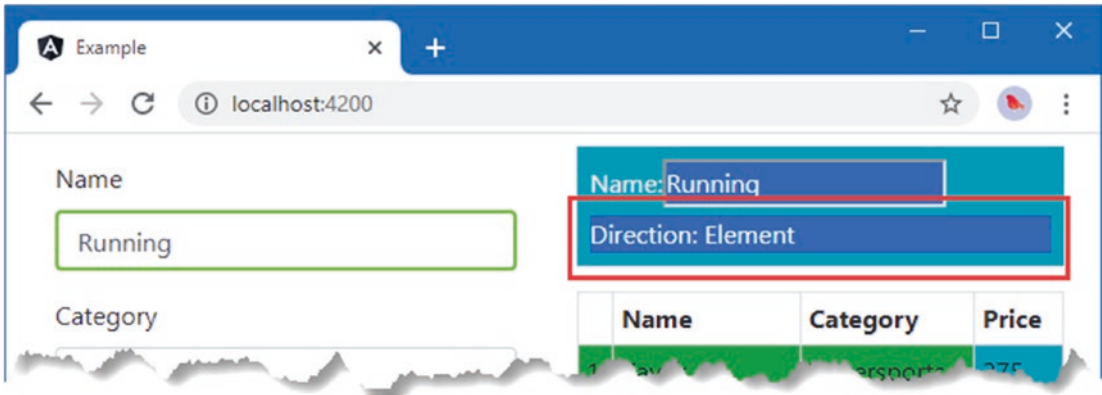 Example
localhost:4200
Name
Running
Category
Name: Running
Direction: Element
Name Category Price